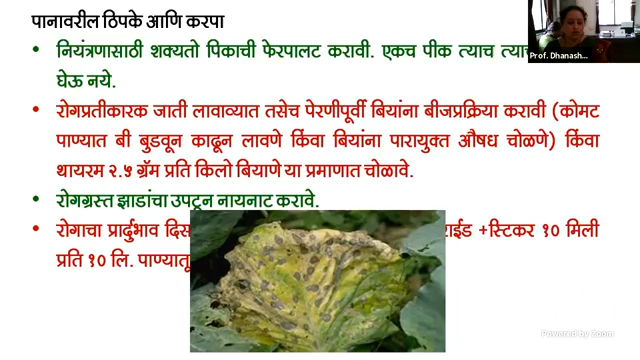 पानावरील ठिपके आणि करपा
• नियंत्रणासाठी शक्यतो पिकाची फेरपालट करावी. एकच पीक त्याच त्याच
घेऊ नये.
• रोगप्रतीकारक जाती लावाव्यात तसेच पेरणीपूर्वी बियांना बीजप्रक्रिया करावी (कोमट
पाण्यात बी बुडवून काढून लावणे किंवा बियांना पारायुक्त औषध चोळणे) किंवा
थायरम २.५ ग्रॅम प्रति किलो बियाणे या प्रमाणात चोळावे.
• रोगग्रस्त झाडांचा उपटून नायनाट करावे.
• रोगाचा प्रार्दुभाव +स्टिकर १० मिली
प्रति १० लि.
Prof. Dhanash...
Powered by Zoom